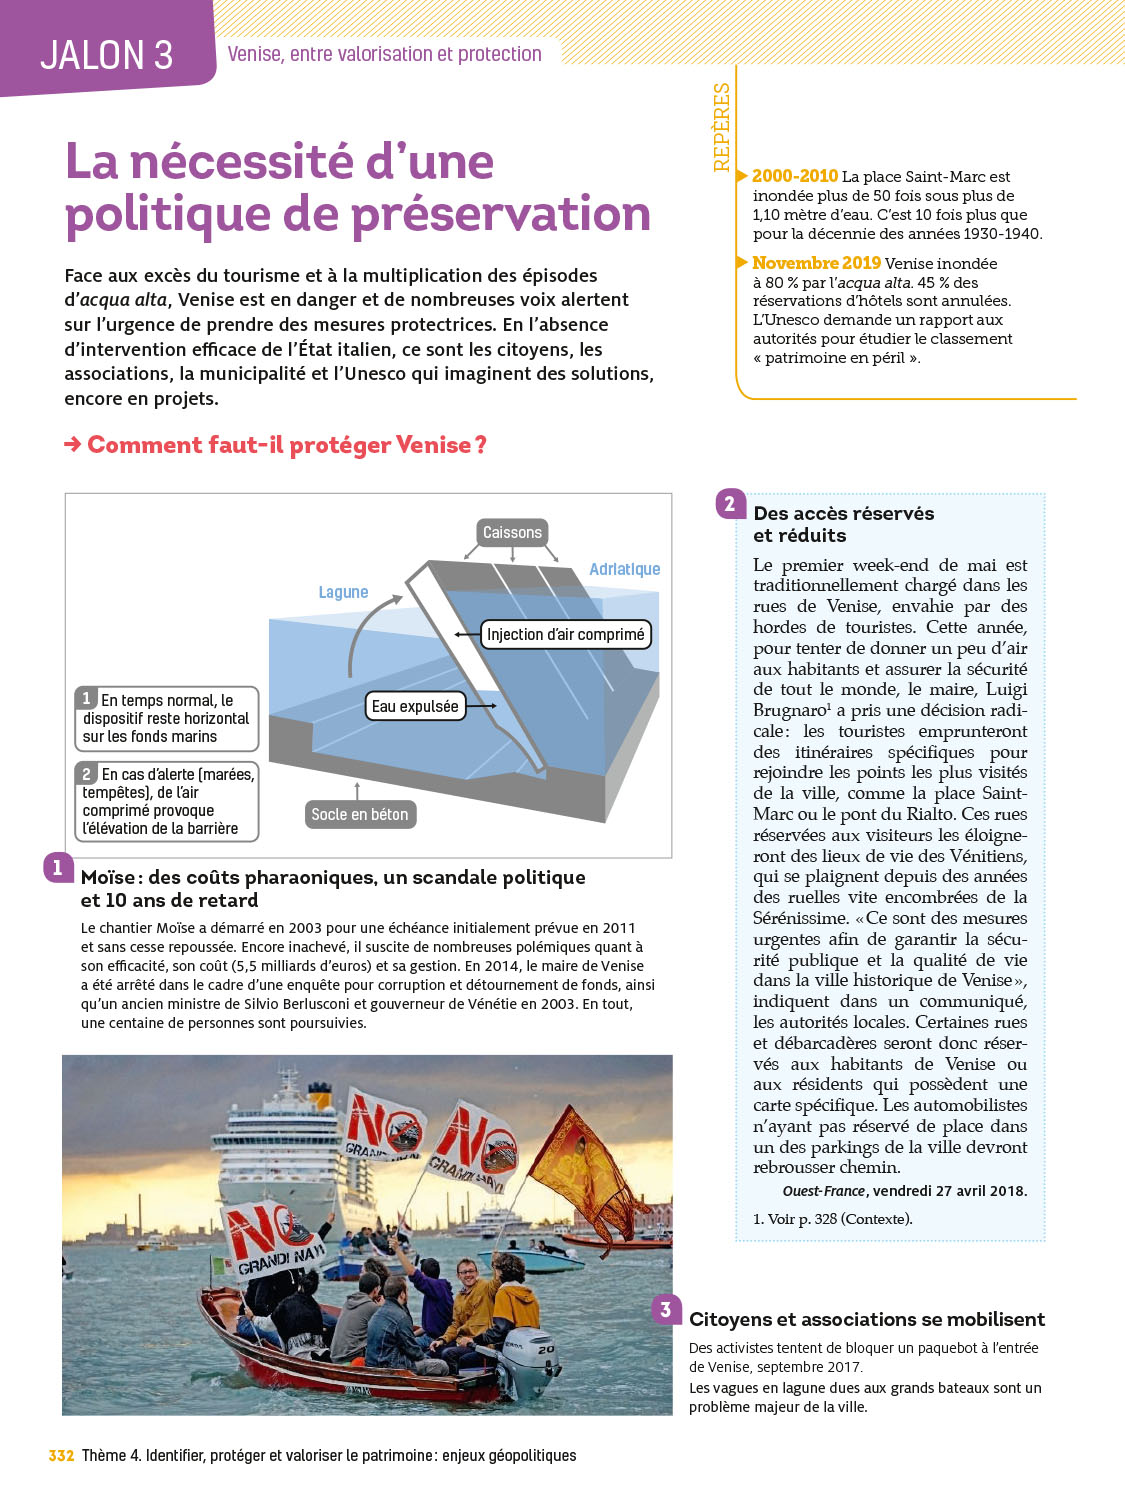 JALON 3
Venise, entre valorisation et protection
La nécessité d'une
politique de préservation
Face aux excès du tourisme et à la multiplication des épisodes
d'acqua alta, Venise est en danger et de nombreuses voix alertent
sur l'urgence de prendre des mesures protectrices. En l'absence
d'intervention efficace de l'État italien, ce sont les citoyens, les
associations, la municipalité et l'Unesco qui imaginent des solutions,
encore en projets.
→ Comment faut-il protéger Venise ?
REPÈRES
2000-2010 La place Saint-Marc est
inondée plus de 50 fois sous plus de
1,10 mètre d'eau. C'est 10 fois plus que
pour la décennie des années 1930-1940.
Novembre 2019 Venise inondée
à 80 % par l'acqua alta. 45 % des
réservations d'hôtels sont annulées.
L'Unesco demande un rapport aux
autorités pour étudier le classement
« patrimoine en péril ».
Caissons
Adriatique
Lagune
Injection d'air comprimé
Eau expulsée
1 En temps normal, le
dispositif reste horizontal
sur les fonds marins
2 En cas d'alerte (marées,
tempêtes), de l'air
comprimé provoque
l'élévation de la barrière
Socle en béton
1
Moïse : des coûts pharaoniques, un scandale politique
et 10 ans de retard
Le chantier Moïse a démarré en 2003 pour une échéance initialement prévue en 2011
et sans cesse repoussée. Encore inachevé, il suscite de nombreuses polémiques quant à
son efficacité, son coût (5,5 milliards d'euros) et sa gestion. En 2014, le maire de Venise
a été arrêté dans le cadre d'une enquête pour corruption et détournement de fonds, ainsi
qu'un ancien ministre de Silvio Berlusconi et gouverneur de Vénétie en 2003. En tout,
une centaine de personnes sont poursuivies.
2
Des accès réservés
et réduits
Le premier week-end de mai est
traditionnellement chargé dans les
rues de Venise, envahie par des
hordes de touristes. Cette année,
pour tenter de donner un peu d'air
aux habitants et assurer la sécurité
de tout le monde, le maire, Luigi
Brugnaro¹ a pris une décision radi-
cale : les touristes emprunteront
des itinéraires spécifiques pour
rejoindre les points les plus visités
de la ville, comme la place Saint-
Marc ou le pont du Rialto. Ces rues
réservées aux visiteurs les éloigne-
ront des lieux de vie des Vénitiens,
qui se plaignent depuis des années
des ruelles vite encombrées de la
Sérénissime. « Ce sont des mesures
urgentes afin de garantir la sécu-
rité publique et la qualité de vie
dans la ville historique de Venise »,
indiquent dans un communiqué,
les autorités locales. Certaines rues
et débarcadères seront donc réser-
vés aux habitants de Venise ou
aux résidents qui possèdent une
carte spécifique. Les automobilistes
n'ayant pas réservé de place dans
un des parkings de la ville devront
rebrousser chemin.
Ouest-France, vendredi 27 avril 2018.
1. Voir p. 328 (Contexte).
NO
GRANDI NAVI
NO
GRANDI NAVI
NO
GRANDI NAVI
20
3
Citoyens et associations se mobilisent
Des activistes tentent de bloquer un paquebot à l'entrée
de Venise, septembre 2017.
Les vagues en lagune dues aux grands bateaux sont un
problème majeur de la ville.
332 Thème 4. Identifier, protéger et valoriser le patrimoine : enjeux géopolitiques